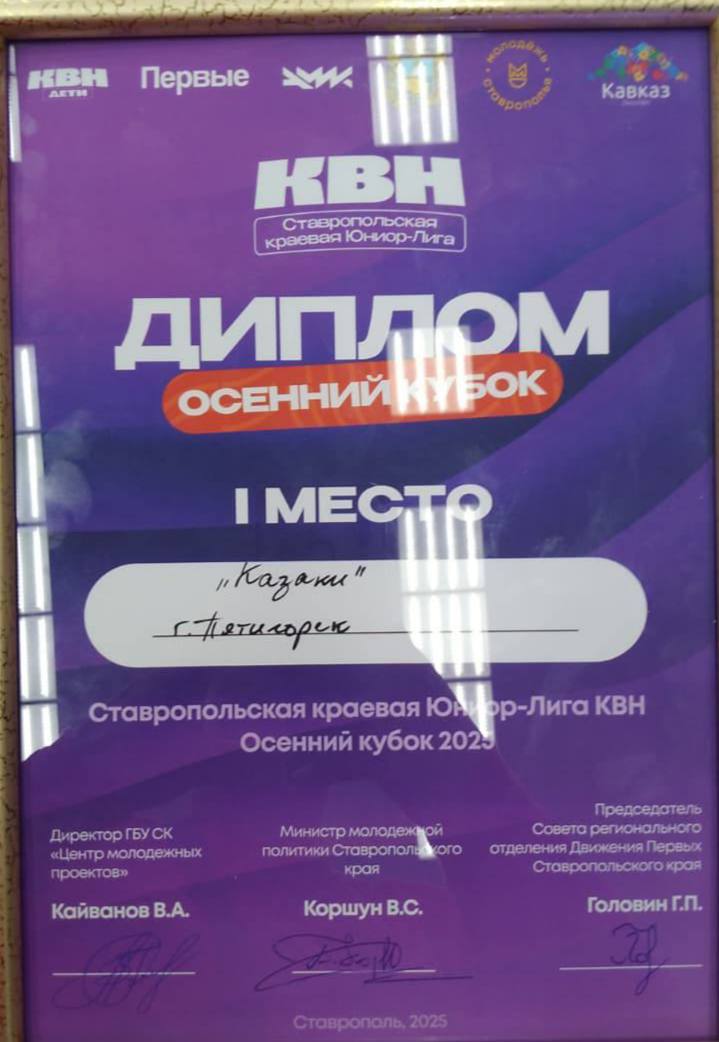 КВН
ДЕТИ
Первые
МОЛОДЁЖЬ
СТАВРОПОЛЬЕ
Кавказ
КВН
Ставропольская
краевая Юниор-Лига
ДИПЛОМ
ОСЕННИЙ КУБОК
I МЕСТО
„Казаки"
г. Пятигорск
Ставропольская краевая Юниор-Лига КВН
Осенний кубок 2025
Директор ГБУ СК
«Центр молодежных
проектов»
Кайванов В.А.
Министр молодежной
политики Ставропольского
края
Коршун В.С.
Председатель
Совета регионального
отделения Движения Первых
Ставропольского края
Головин Г.П.
Ставрополь, 2025